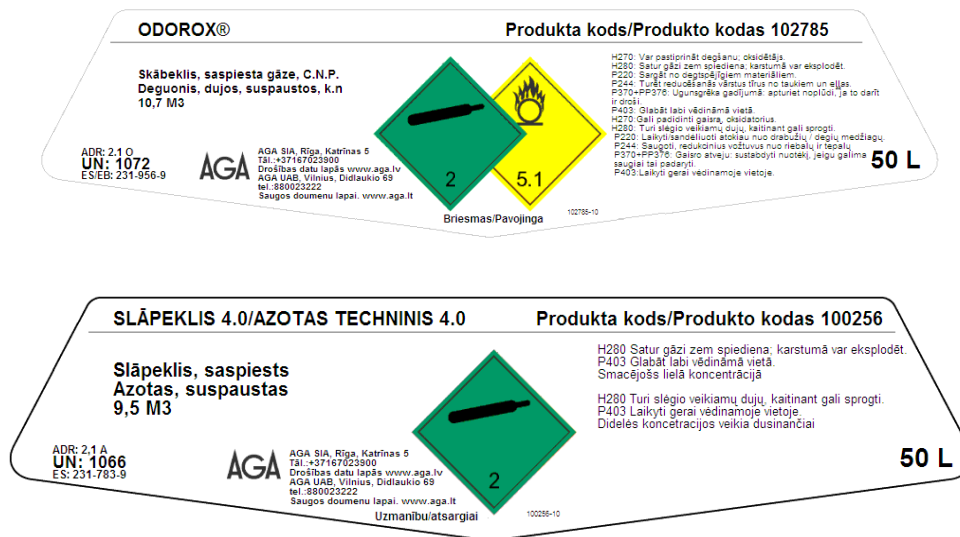 ODOROX®
Produkta kods/Produkto kodas 102785
Skābeklis, saspiesta gāze, C.N.P.
Deguonis, dujos, suspaustos, k.n
10,7 M3
ADR: 2.1 O
UN: 1072
ES/EB: 231-956-9
AGA
AGA SIA, Rīga, Katrīnas 5
Tāl.:+37167023900
Drošības datu lapās www.aga.lv
AGA UAB, Vilnius, Didlaukio 69
tel.:880023222
Saugos doumenu lapai. www.aga.lt
2
5.1
Briesmas/Pavojinga
102785-10
H270: Var pastiprināt degšanu; oksidētājs.
H280: Satur gāzi zem spiediena; karstumā var eksplodēt.
P220: Sargāt no degtspējīgiem materiāliem.
P244: Turēt reducēšanās vārstus tīrus no taukiem un eļļas.
P370+PP376: Ugunsgrēka gadījumā: apturiet noplūdi, ja to darīt
ir droši.
P403: Glabāt labi vēdināmā vietā.
H270:Gali padidinti gaisrą, oksidatorius.
H280: Turi slėgio veikiamų dujų, kaitinant gali sprogti.
P220: Laikyti/sandėliuoti atokiau nuo drabužių / degių medžiagų.
P244: Saugoti, redukcinius vožtuvus nuo riebalų ir tepalų
P370+PP376: Gaisro atveju: sustabdyti nuotėkį, jeigu galima
saugiai tai padaryti.
P403:Laikyti gerai vėdinamoje vietoje.
50 L
SLĀPEKLIS 4.0/AZOTAS TECHNINIS 4.0
Produkta kods/Produkto kodas 100256
Slāpeklis, saspiests
Azotas, suspaustas
9,5 M3
ADR: 2,1 A
UN: 1066
ES: 231-783-9
AGA
AGA SIA, Rīga, Katrīnas 5
Tāl.:+37167023900
Drošības datu lapās www.aga.lv
AGA UAB, Vilnius, Didlaukio 69
tel.:880023222
Saugos doumenu lapai. www.aga.lt
2
Uzmanību/atsargiai
100256-10
H280 Satur gāzi zem spiediena; karstumā var eksplodēt.
P403 Glabāt labi vēdināmā vietā.
Smacējošs lielā koncentrācijā
H280 Turi slėgio veikiamų dujų, kaitinant gali sprogti.
P403 Laikyti gerai vėdinamoje vietoje.
Didelės koncetracijos veikia dusinančiai
50 L